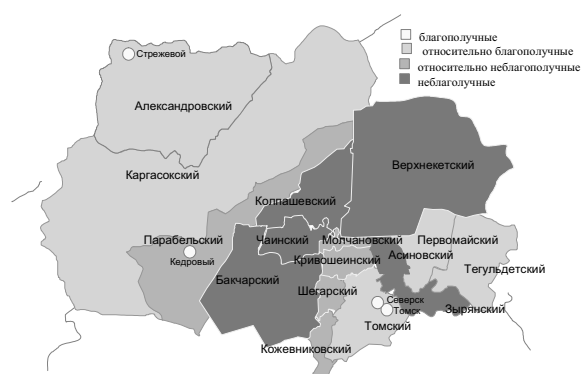 благополучные
относительно благополучные
относительно неблагополучные
неблаголучные
Стрежевой
Александровский
Каргасокский
Верхнекетский
Колпашевский
Парабельский
Чаинский
Молчановский
Первомайский
Кедровый
Кривошеинский
Асиновский
Тегульдетский
Бакчарский
Шегарский
Северск
Томск
Зырянский
Томский
Кожевниковский